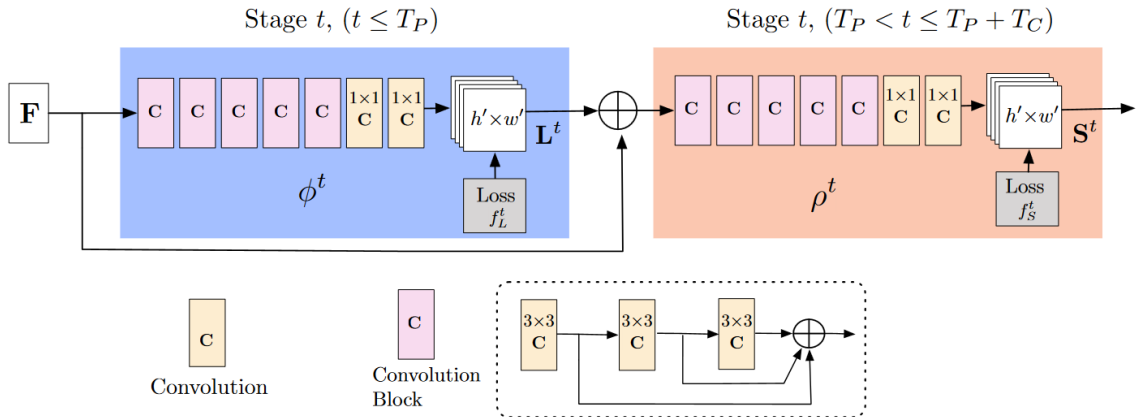 Stage t, (t ≤ T_P)
Stage t, (T_P < t ≤ T_P + T_C)
F
C C C C C 1×1 C 1×1 C
h′×w′
L^t
Loss
f_L^t
ϕ^t
C C C C C 1×1 C 1×1 C
h′×w′
S^t
Loss
f_S^t
ρ^t
C
Convolution
C
Convolution
Block
3×3 3×3 3×3
C C C